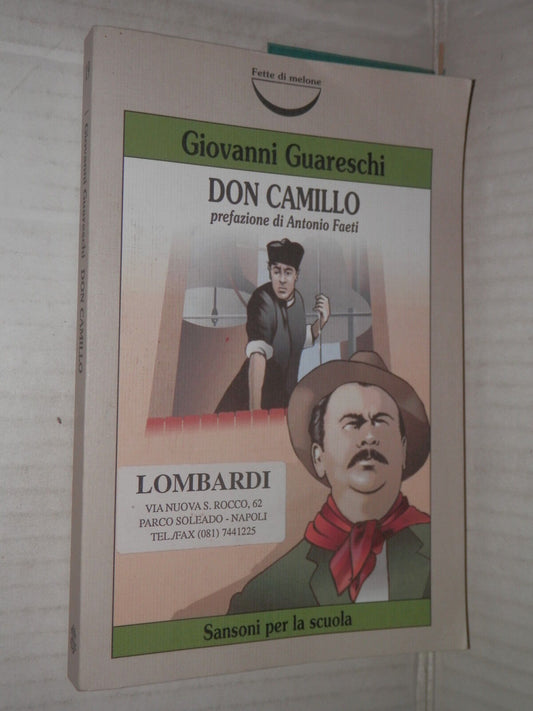 Fette di melone
Giovanni Guareschi
DON CAMILLO
prefazione di Antonio Faeti
LOMBARDI
VIA NUOVA S. ROCCO, 62
PARCO SOLEADO - NAPOLI
TEL./FAX (081) 7441225
Sansoni per la scuola
Giovanni Guareschi DON CAMILLO